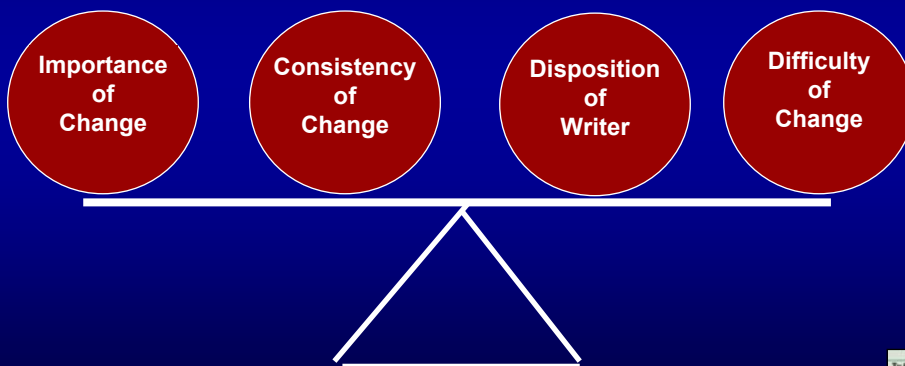 Importance
of
Change
Consistency
of
Change
Disposition
of
Writer
Difficulty
of
Change